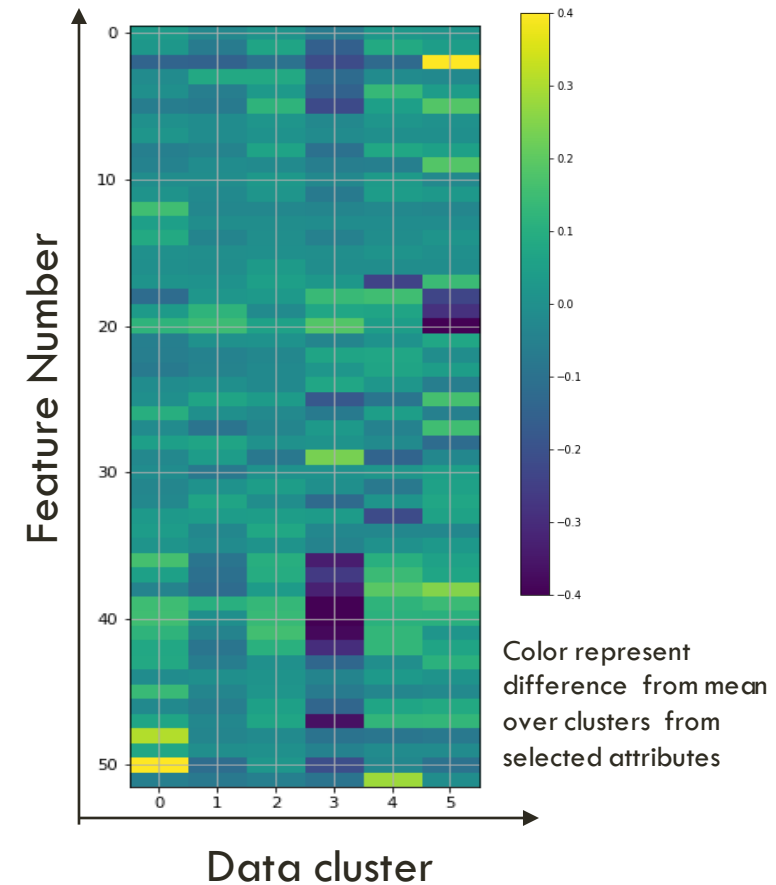 0
10
20
30
40
50
Feature Number
0 1 2 3 4 5
Data cluster
0.4
0.3
0.2
0.1
0.0
−0.1
−0.2
−0.3
−0.4
Color represent
difference from mean
over clusters from
selected attributes